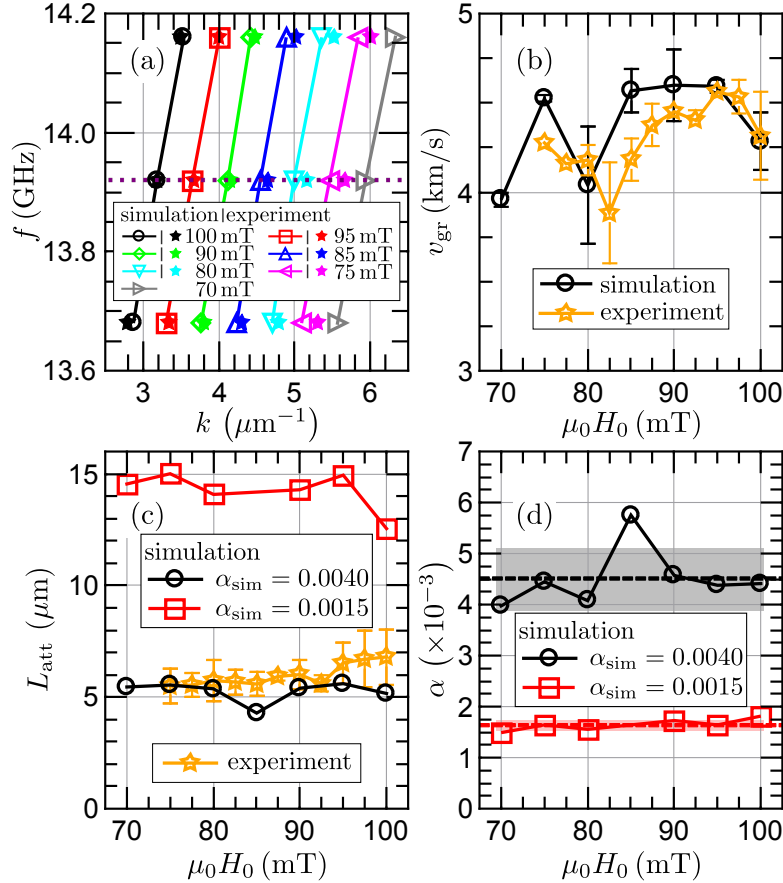 (a)
14.2
14.0
13.8
13.6
f (GHz)
simulation|experiment
100 mT
95 mT
90 mT
85 mT
80 mT
75 mT
70 mT
3 4 5 6
k (μm⁻¹)
(b)
5
4
3
v_gr (km/s)
simulation
experiment
70 80 90 100
μ₀H₀ (mT)
(c)
15
10
5
0
L_att (μm)
simulation
α_sim = 0.0040
α_sim = 0.0015
experiment
70 80 90 100
μ₀H₀ (mT)
(d)
7
6
5
4
3
2
1
0
α (×10⁻³)
simulation
α_sim = 0.0040
α_sim = 0.0015
70 80 90 100
μ₀H₀ (mT)